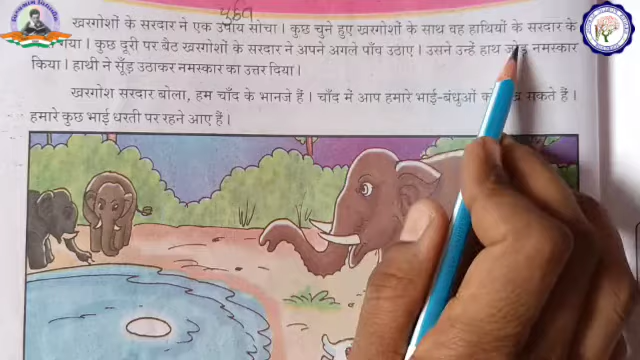 खरगोशों के सरदार ने एक उपाय सोचा। कुछ चुने हुए खरगोशों के साथ वह हाथियों के सरदार के
गया। कुछ दूरी पर बैठ खरगोशों के सरदार ने अपने अगले पाँव उठाए। उसने उन्हें हाथ जोड़ नमस्कार
किया। हाथी ने सूँड़ उठाकर नमस्कार का उत्तर दिया।
खरगोश सरदार बोला, हम चाँद के भानजे हैं। चाँद में आप हमारे भाई-बंधुओं सकते हैं।
हमारे कुछ भाई धरती पर रहने आए हैं।